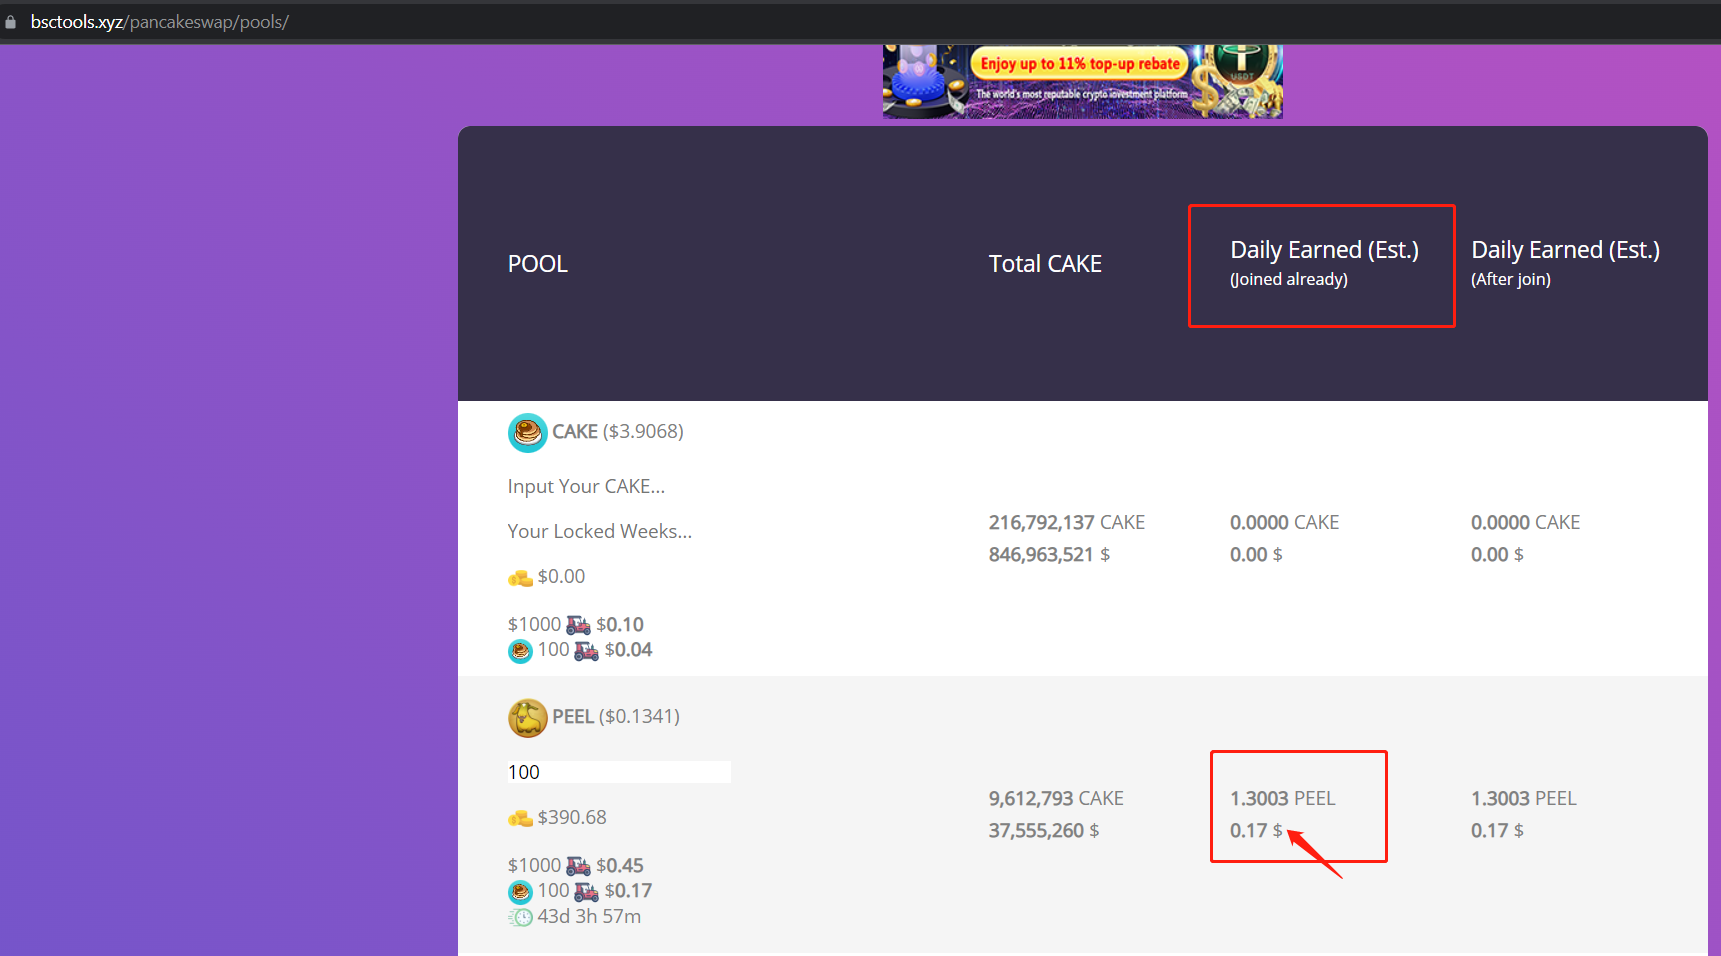 bsctools.xyz/pancakeswap/pools/
Enjoy up to 11% top-up rebate
The world's most reputable crypto investment platform
USDT
POOL
Total CAKE
Daily Earned (Est.)
(Joined already)
Daily Earned (Est.)
(After join)
CAKE ($3.9068)
Input Your CAKE...
Your Locked Weeks...
$0.00
$1000 $0.10
100 $0.04
216,792,137 CAKE
846,963,521 $
0.0000 CAKE
0.00 $
0.0000 CAKE
0.00 $
PEEL ($0.1341)
100
$390.68
$1000 $0.45
100 $0.17
43d 3h 57m
9,612,793 CAKE
37,555,260 $
1.3003 PEEL
0.17 $
1.3003 PEEL
0.17 $